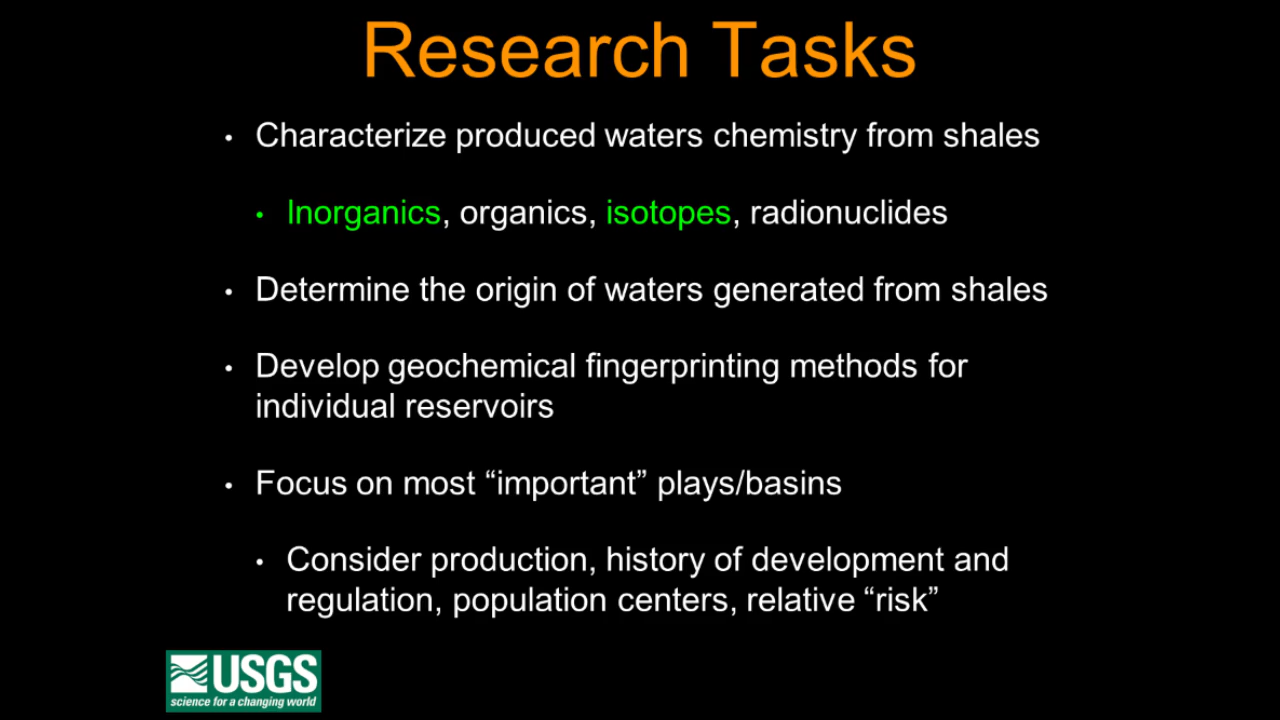 Research Tasks
• Characterize produced waters chemistry from shales
• Inorganics, organics, isotopes, radionuclides
• Determine the origin of waters generated from shales
• Develop geochemical fingerprinting methods for
individual reservoirs
• Focus on most “important” plays/basins
• Consider production, history of development and
regulation, population centers, relative “risk”
USGS
science for a changing world